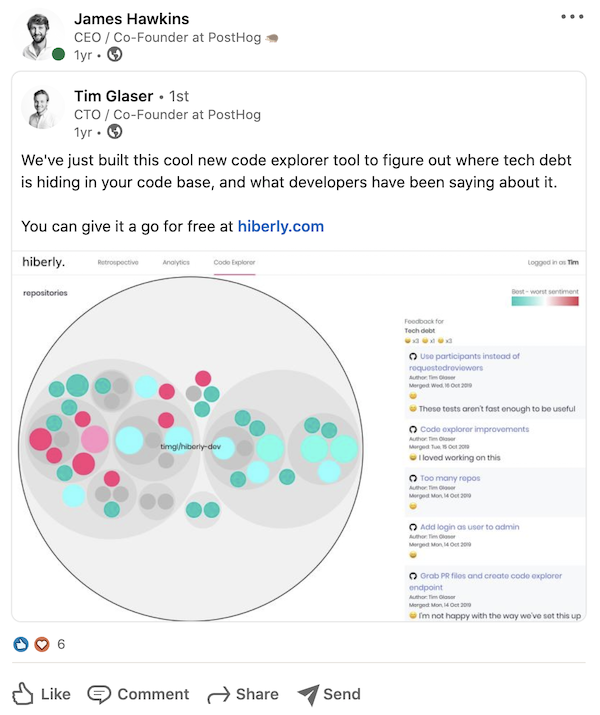 James Hawkins
CEO / Co-Founder at PostHog
1yr •
Tim Glaser • 1st
CTO / Co-Founder at PostHog
1yr •
We've just built this cool new code explorer tool to figure out where tech debt
is hiding in your code base, and what developers have been saying about it.
You can give it a go for free at hiberly.com
hiberly.
Retrospective
Analytics
Code Explorer
Logged in as Tim
repositories
Best - worst sentiment
timgl/hiberly-dev
Feedback for
Tech debt
x3 x1 x3
Use participants instead of
requestedreviewers
Author: Tim Glaser
Merged: Wed, 16 Oct 2019
These tests aren't fast enough to be useful
Code explorer improvements
Author: Tim Glaser
Merged: Tue, 15 Oct 2019
I loved working on this
Too many repos
Author: Tim Glaser
Merged: Mon, 14 Oct 2019
Add login as user to admin
Author: Tim Glaser
Merged: Mon, 14 Oct 2019
Grab PR files and create code explorer
endpoint
Author: Tim Glaser
Merged: Mon, 14 Oct 2019
I'm not happy with the way we've set this up
6
Like
Comment
Share
Send